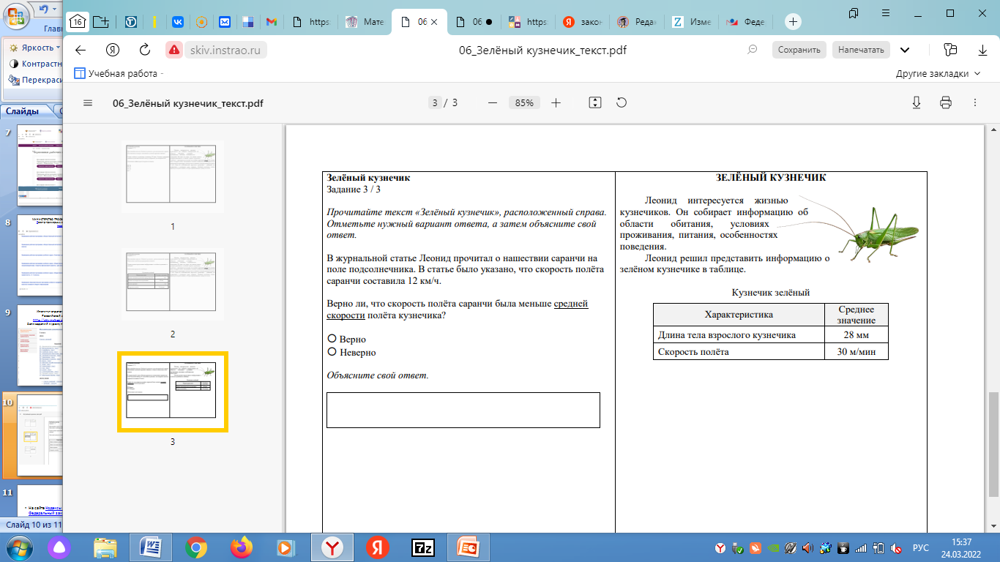 Главн
Яркость
Контрастн
Перекраси
Слайды
7
8
9
10
11
Слайд 10 из 11
16
https:
Мате
06
06
https:
закон
Редак
Изме
Феде
skiv.instrao.ru
06_Зелёный кузнечик_текст.pdf
Сохранить
Напечатать
Учебная работа
Другие закладки
06_Зелёный кузнечик_текст.pdf
3 / 3
85%
1
2
3
Зелёный кузнечик
Задание 3 / 3
Прочитайте текст «Зелёный кузнечик», расположенный справа.
Отметьте нужный вариант ответа, а затем объясните свой
ответ.
В журнальной статье Леонид прочитал о нашествии саранчи на
поле подсолнечника. В статье было указано, что скорость полёта
саранчи составила 12 км/ч.
Верно ли, что скорость полёта саранчи была меньше средней
скорости полёта кузнечика?
Верно
Неверно
Объясните свой ответ.
ЗЕЛЁНЫЙ КУЗНЕЧИК
Леонид интересуется жизнью
кузнечиков. Он собирает информацию об
области обитания, условиях
проживания, питания, особенностях
поведения.
Леонид решил представить информацию о
зелёном кузнечике в таблице.
Кузнечик зелёный
Характеристика
Среднее
значение
Длина тела взрослого кузнечика
28 мм
Скорость полёта
30 м/мин
РУС
15:37
24.03.2022